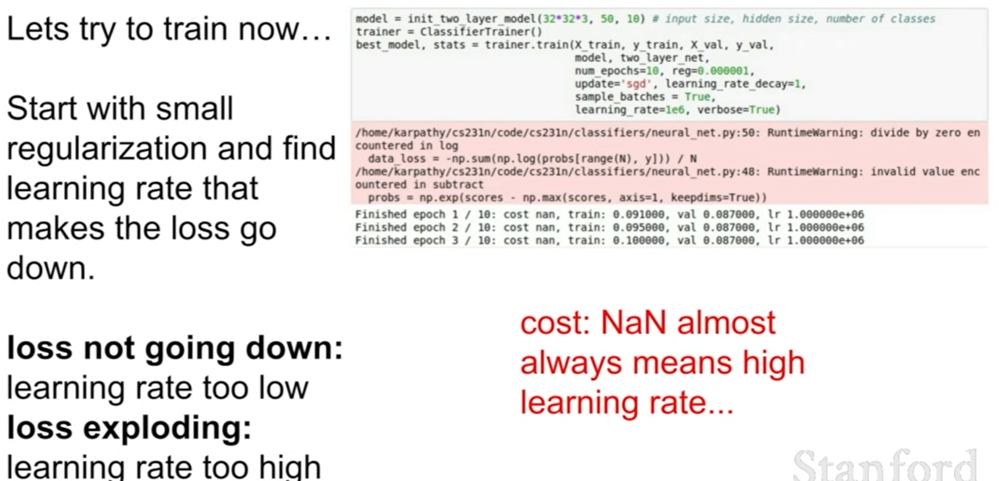 Lets try to train now…
Start with small
regularization and find
learning rate that
makes the loss go
down.
loss not going down:
learning rate too low
loss exploding:
learning rate too high
model = init_two_layer_model(32*32*3, 50, 10) # input size, hidden size, number of classes
trainer = ClassifierTrainer()
best_model, stats = trainer.train(X_train, y_train, X_val, y_val,
model, two_layer_net,
num_epochs=10, reg=0.000001,
update='sgd', learning_rate_decay=1,
sample_batches = True,
learning_rate=1e6, verbose=True)
/home/karpathy/cs231n/code/cs231n/classifiers/neural_net.py:50: RuntimeWarning: divide by zero en
countered in log
data_loss = -np.sum(np.log(probs[range(N), y])) / N
/home/karpathy/cs231n/code/cs231n/classifiers/neural_net.py:48: RuntimeWarning: invalid value enc
ountered in subtract
probs = np.exp(scores - np.max(scores, axis=1, keepdims=True))
Finished epoch 1 / 10: cost nan, train: 0.091000, val 0.087000, lr 1.000000e+06
Finished epoch 2 / 10: cost nan, train: 0.095000, val 0.087000, lr 1.000000e+06
Finished epoch 3 / 10: cost nan, train: 0.100000, val 0.087000, lr 1.000000e+06
cost: NaN almost
always means high
learning rate...
Stanford